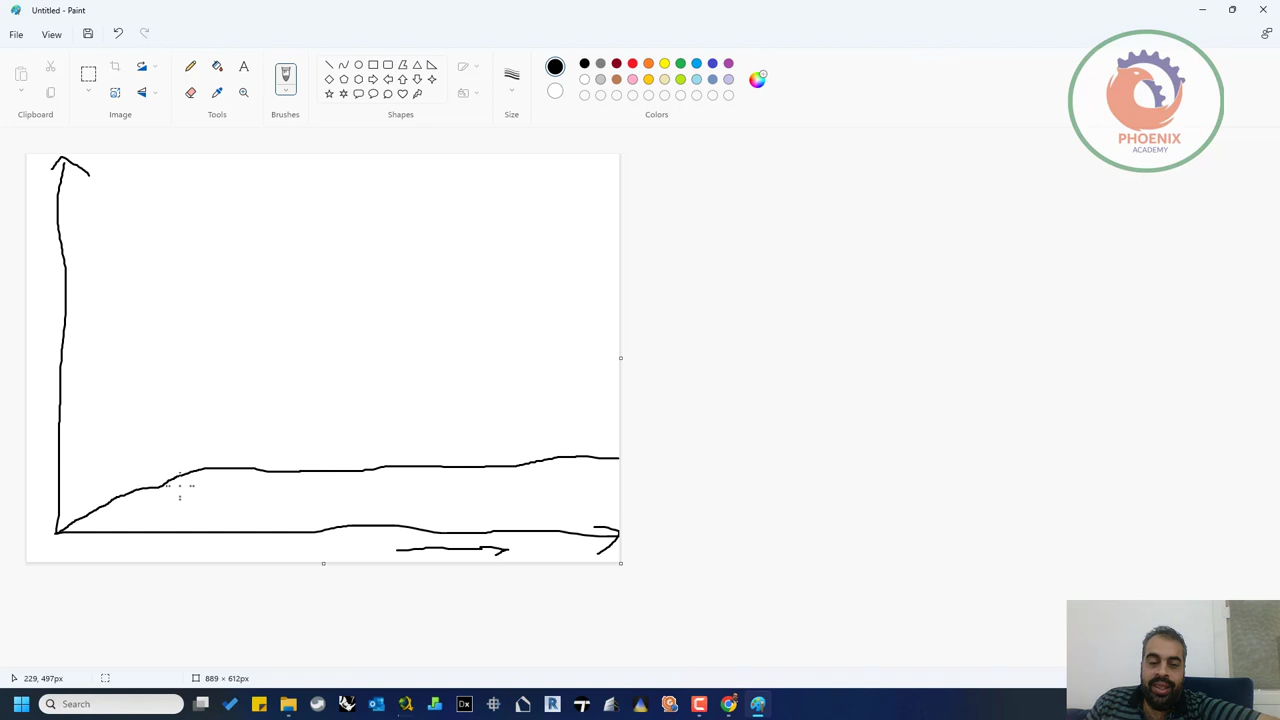 Untitled - Paint
File
View
Clipboard
Image
Tools
Brushes
Shapes
Size
Colors
PHOENIX
ACADEMY
229, 497px
889 × 612px
Search